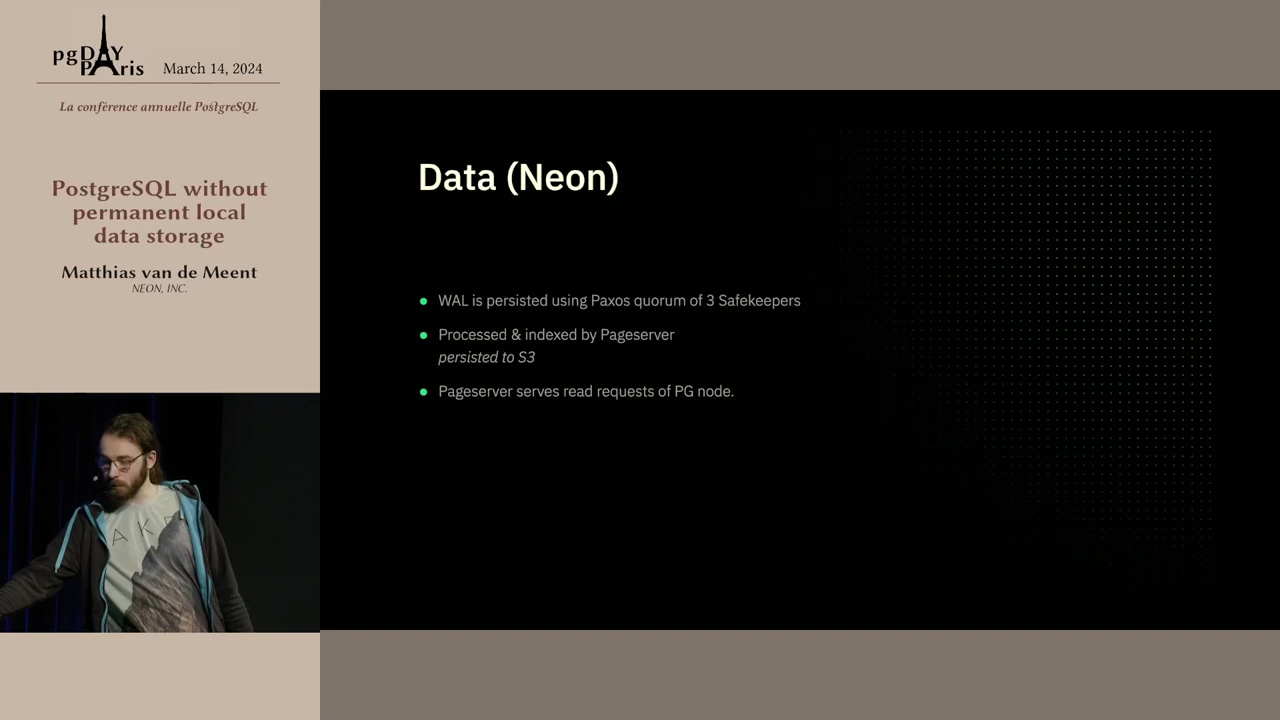 pgDAY
PAris
March 14, 2024
La conférence annuelle PostgreSQL
PostgreSQL without
permanent local
data storage
Matthias van de Meent
NEON, INC.
Data (Neon)
WAL is persisted using Paxos quorum of 3 Safekeepers
Processed & indexed by Pageserver
persisted to S3
Pageserver serves read requests of PG node.
AK